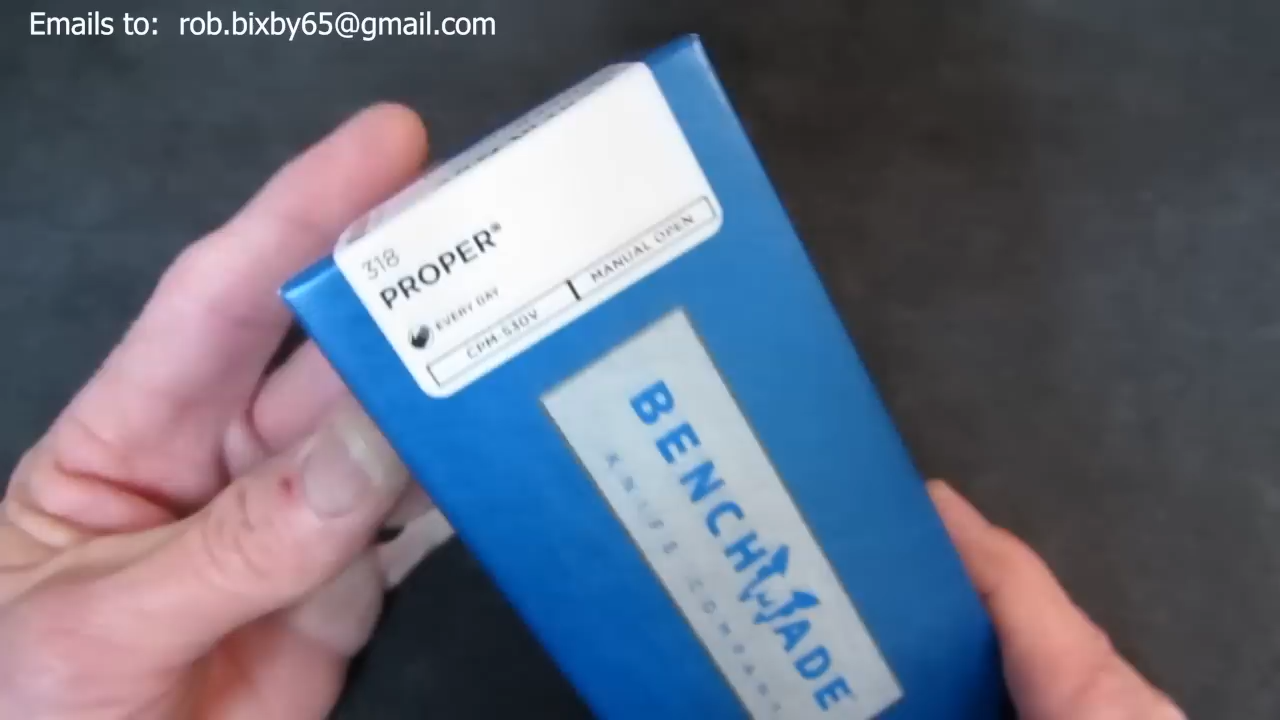 Emails to: rob.bixby65@gmail.com
318
PROPER®
EVERY DAY
CPM-S30V
MANUAL OPEN
BENCHMADE
KNIFE COMPANY